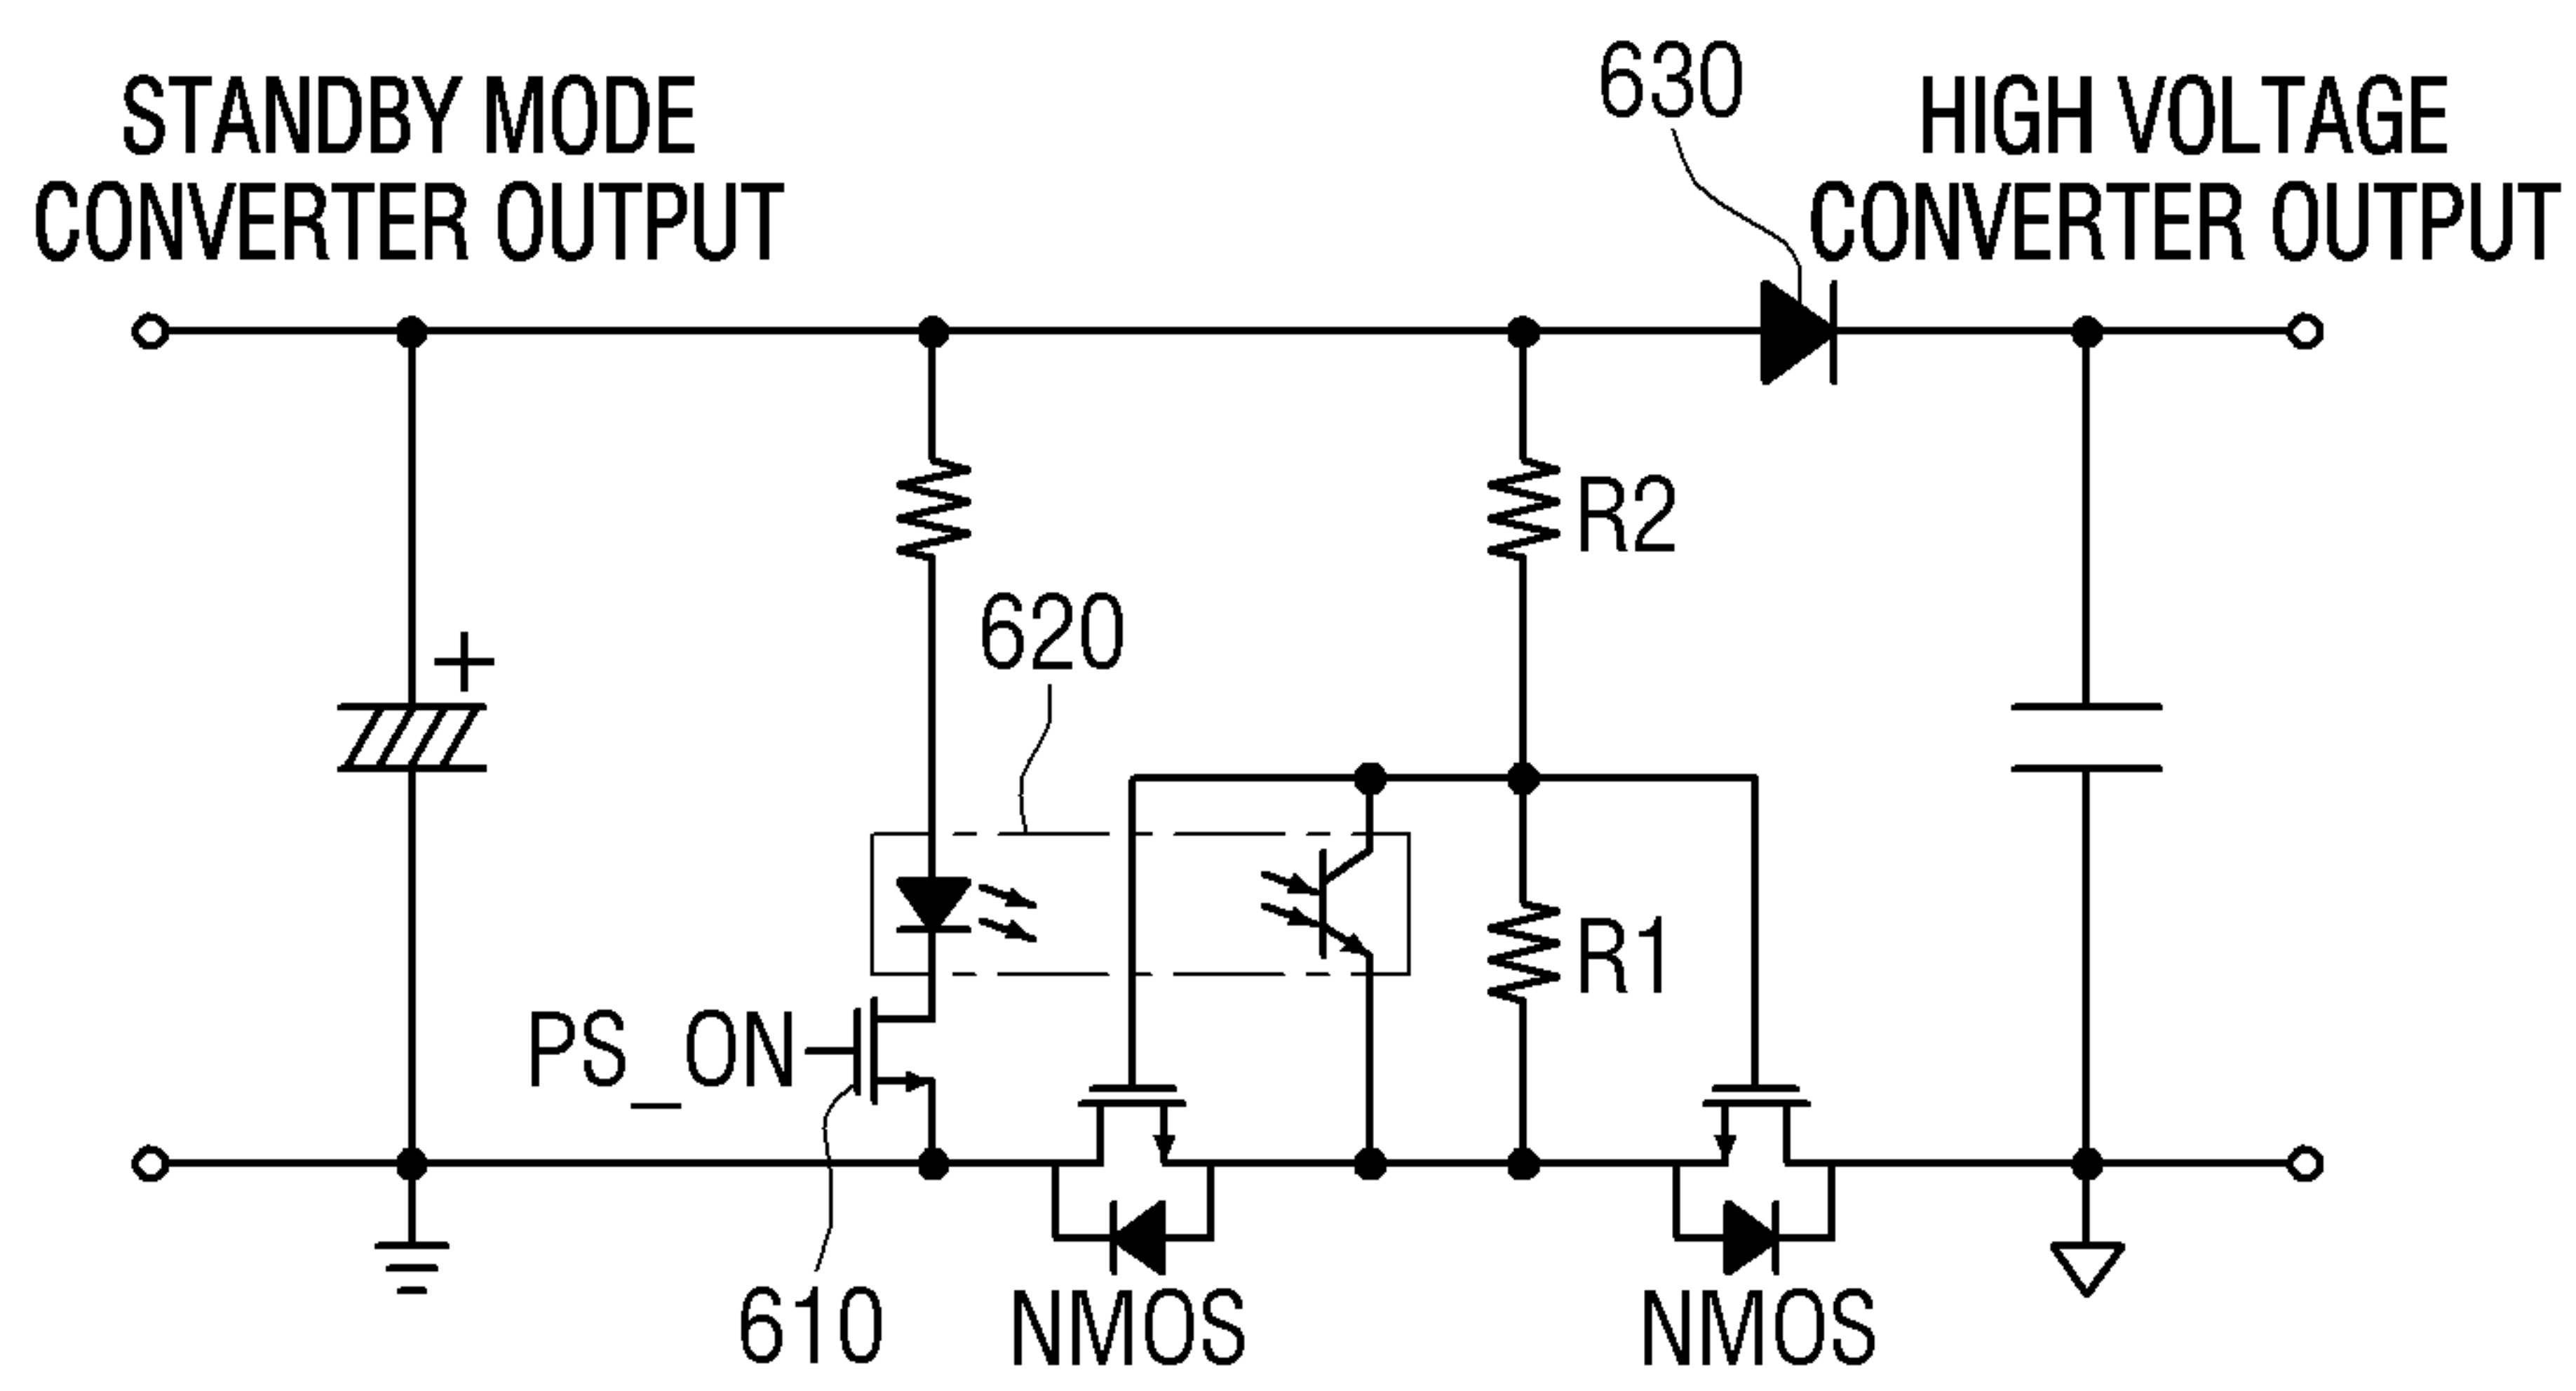 STANDBY MODE
CONVERTER OUTPUT
630
HIGH VOLTAGE
CONVERTER OUTPUT
R2
620
+
R1
PS_ON
610
NMOS
NMOS